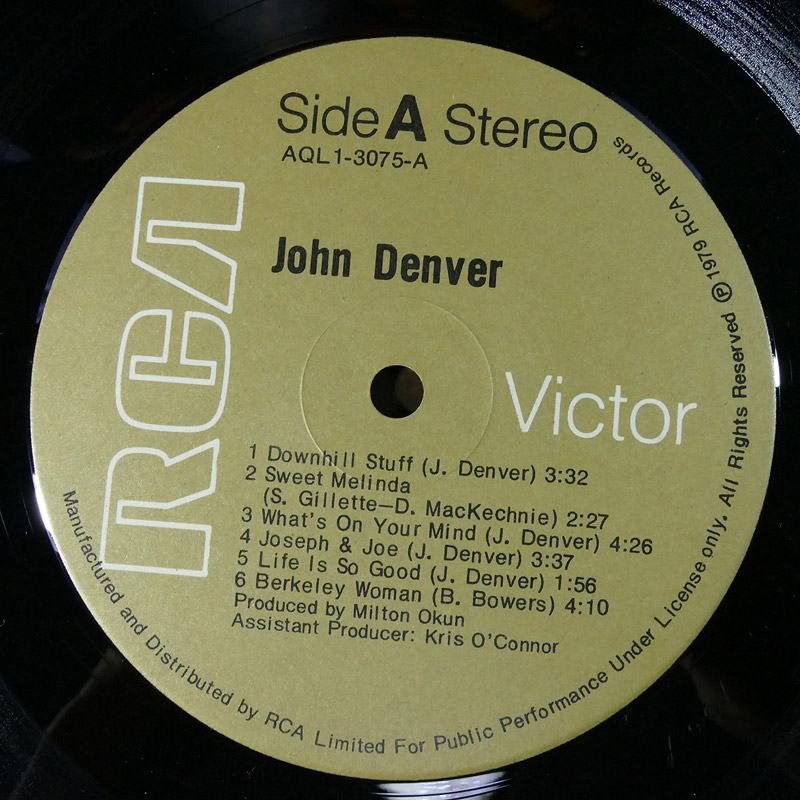 Side A Stereo
AQL1-3075-A
John Denver
RCA
Victor
1 Downhill Stuff (J. Denver) 3:32
2 Sweet Melinda
(S. Gillette—D. MacKechnie) 2:27
3 What's On Your Mind (J. Denver) 4:26
4 Joseph & Joe (J. Denver) 3:37
5 Life Is So Good (J. Denver) 1:56
6 Berkeley Woman (B. Bowers) 4:10
Produced by Milton Okun
Assistant Producer: Kris O'Connor
Manufactured and Distributed by RCA Limited For Public Performance Under License only. All Rights Reserved ℗ 1979 RCA Records